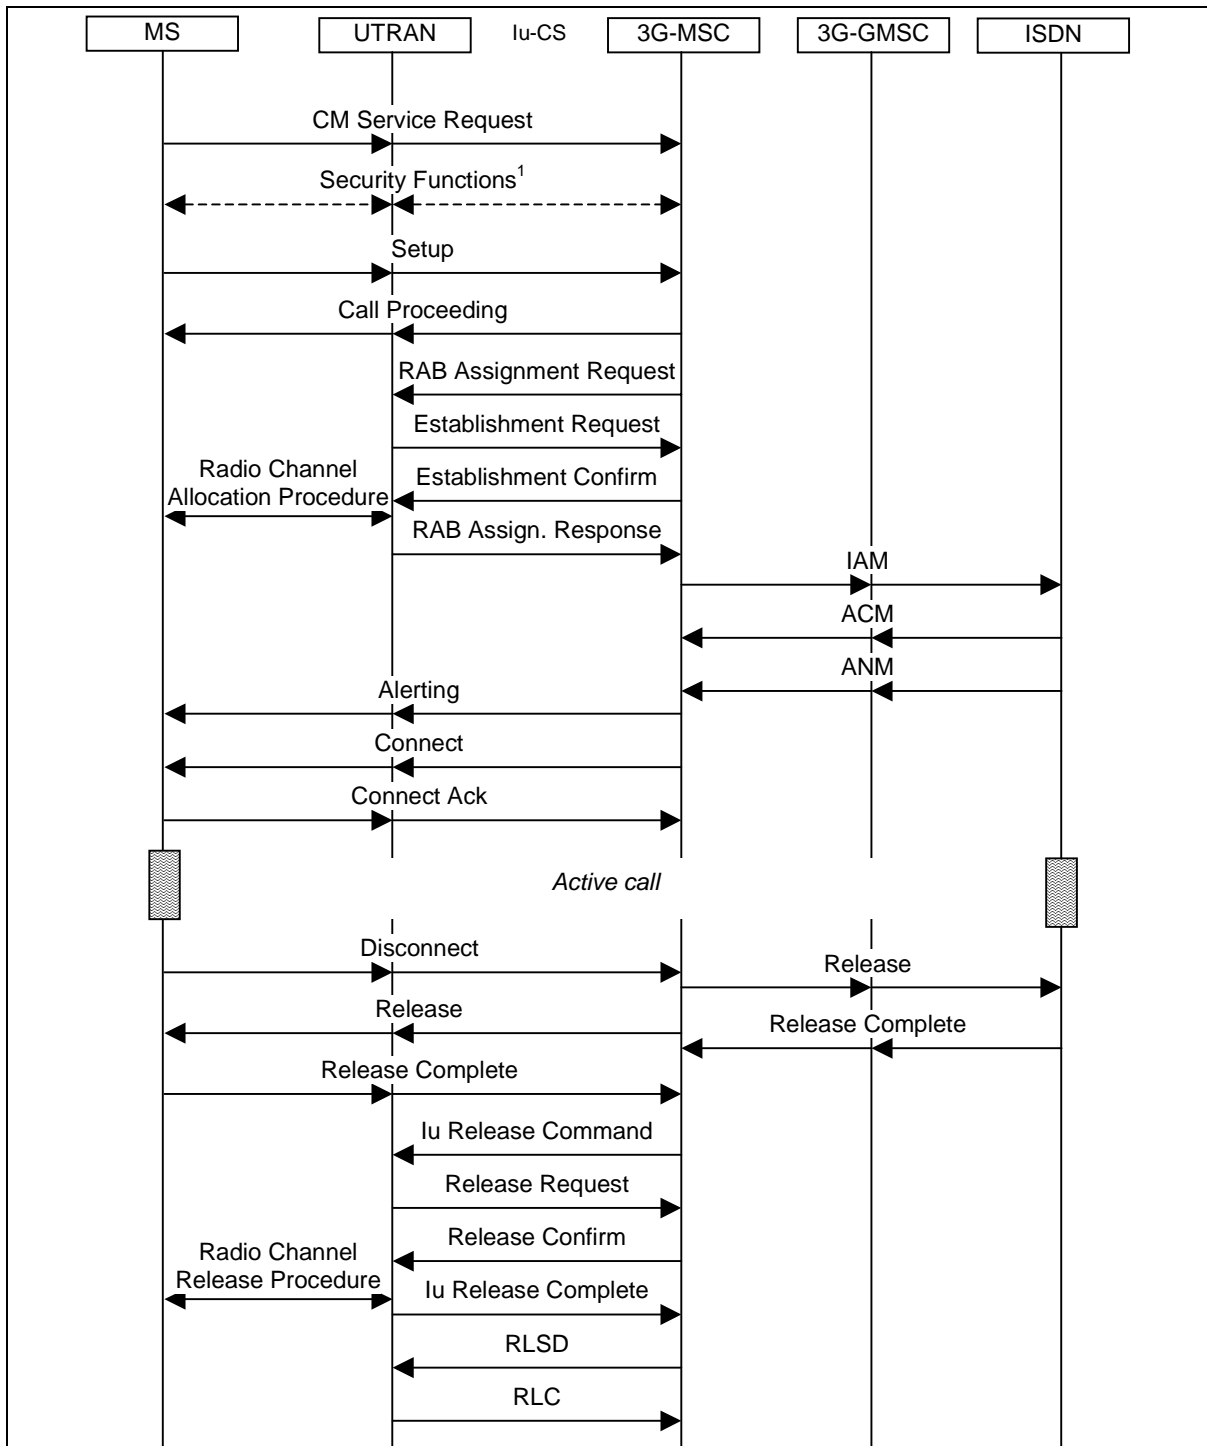 MS UTRAN Iu-CS 3G-MSC 3G-GMSC ISDN
CM Service Request
Security Functions1
Setup
Call Proceeding
RAB Assignment Request
Establishment Request
Radio Channel
Allocation Procedure
Establishment Confirm
RAB Assign. Response
IAM
ACM
ANM
Alerting
Connect
Connect Ack
Active call
Disconnect
Release
Release
Release Complete
Release Complete
Iu Release Command
Release Request
Release Confirm
Radio Channel
Release Procedure
Iu Release Complete
RLSD
RLC